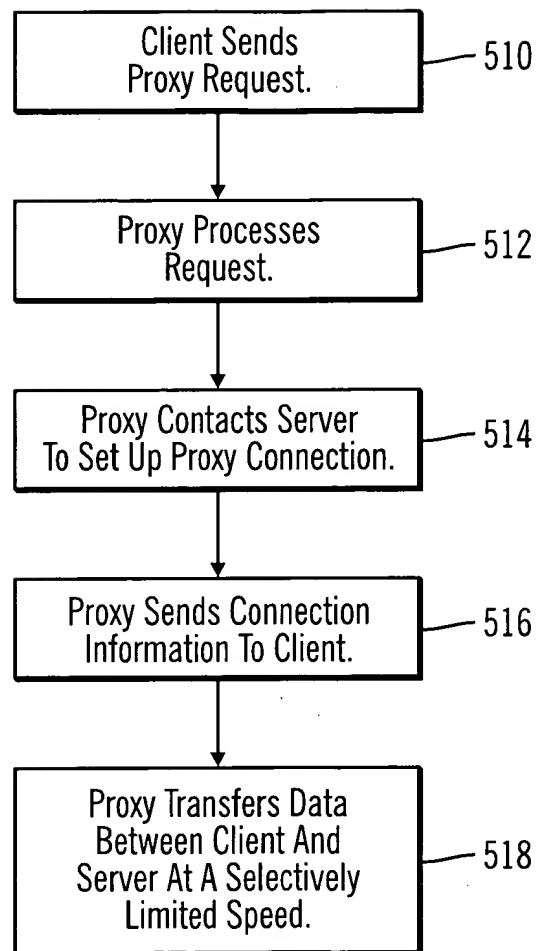 Client Sends
Proxy Request.
510
Proxy Processes
Request.
512
Proxy Contacts Server
To Set Up Proxy Connection.
514
Proxy Sends Connection
Information To Client.
516
Proxy Transfers Data
Between Client And
Server At A Selectively
Limited Speed.
518